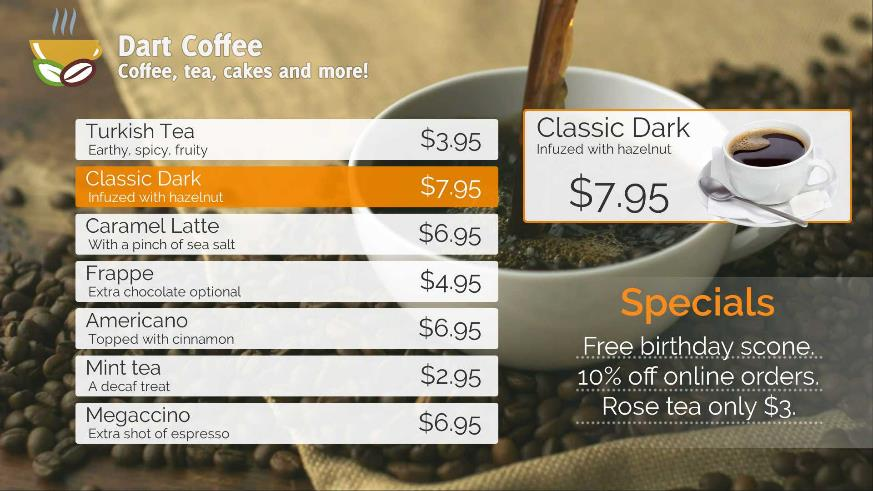 Dart Coffee
Coffee, tea, cakes and more!
Turkish Tea
Earthy, spicy, fruity
$3.95
Classic Dark
Infuzed with hazelnut
$7.95
Caramel Latte
With a pinch of sea salt
$6.95
Frappe
Extra chocolate optional
$4.95
Americano
Topped with cinnamon
$6.95
Mint tea
A decaf treat
$2.95
Megaccino
Extra shot of espresso
$6.95
Classic Dark
Infuzed with hazelnut
$7.95
Specials
Free birthday scone.
10% off online orders.
Rose tea only $3.